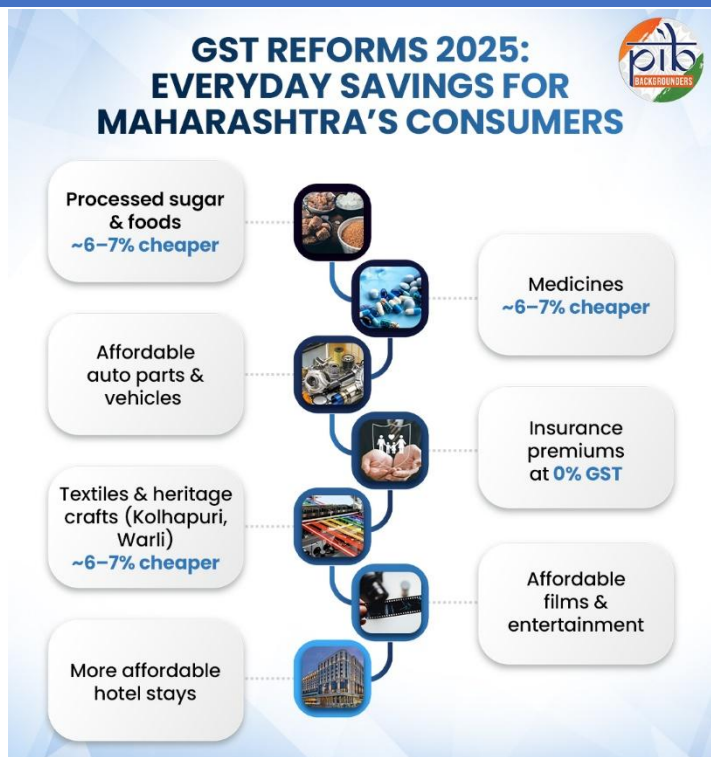 GST REFORMS 2025:
EVERYDAY SAVINGS FOR
MAHARASHTRA'S CONSUMERS
pib
BACKGROUNDERS
Processed sugar
& foods
~6–7% cheaper
Medicines
~6–7% cheaper
Affordable
auto parts &
vehicles
Insurance
premiums
at 0% GST
Textiles & heritage
crafts (Kolhapuri,
Warli)
~6–7% cheaper
Affordable
films &
entertainment
More affordable
hotel stays